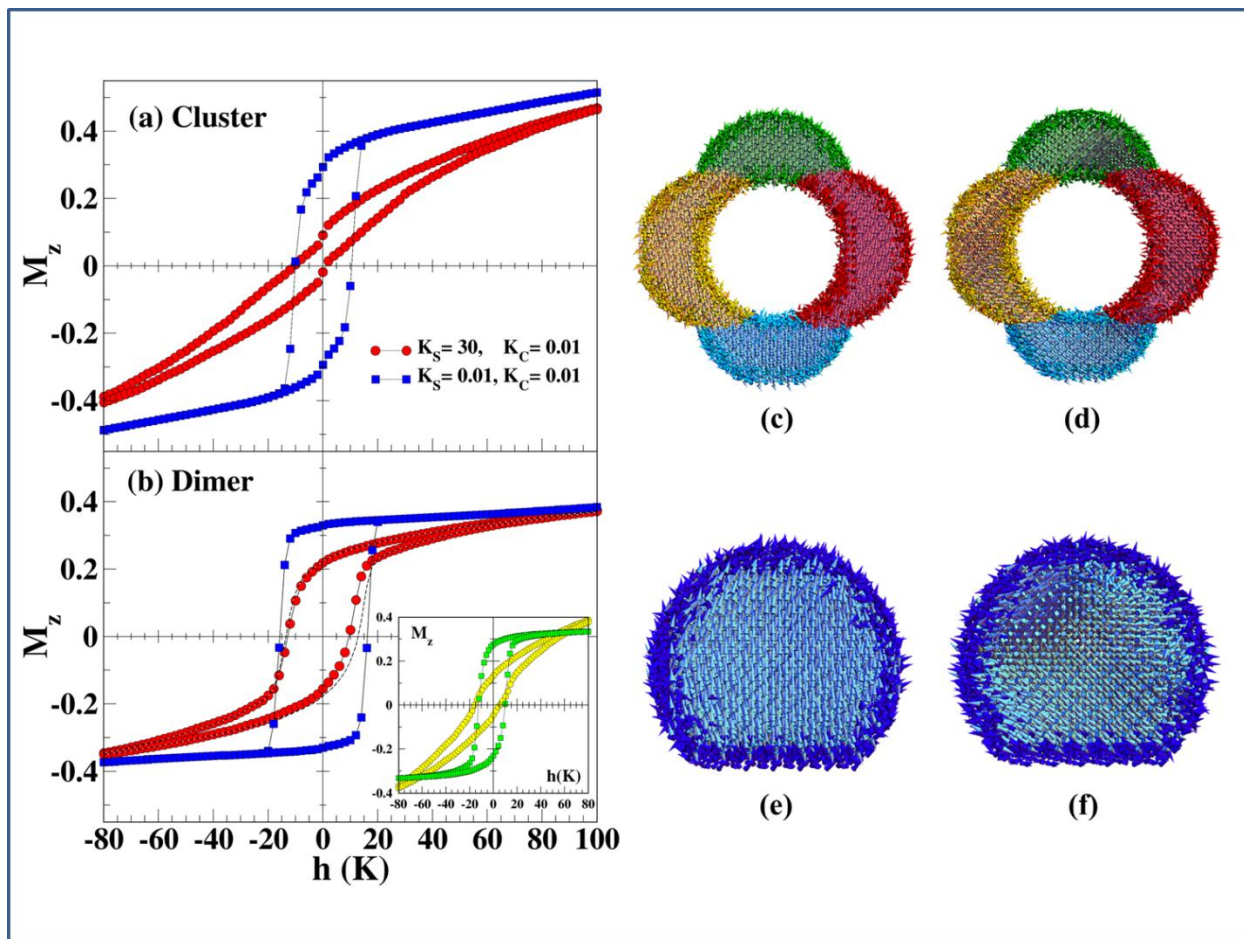 (a) Cluster
0.4
0.2
0
-0.2
-0.4
M_z
K_S= 30, K_C= 0.01
K_S= 0.01, K_C= 0.01
(b) Dimer
0.4
0.2
0
-0.2
-0.4
M_z
-80 -60 -40 -20 0 20 40 60 80 100
h (K)
0.4
0.2
0
-0.2
-0.4
M_z
h(K)
-80 -60 -40 -20 0 20 40 60 80
(c) (d)
(e) (f)